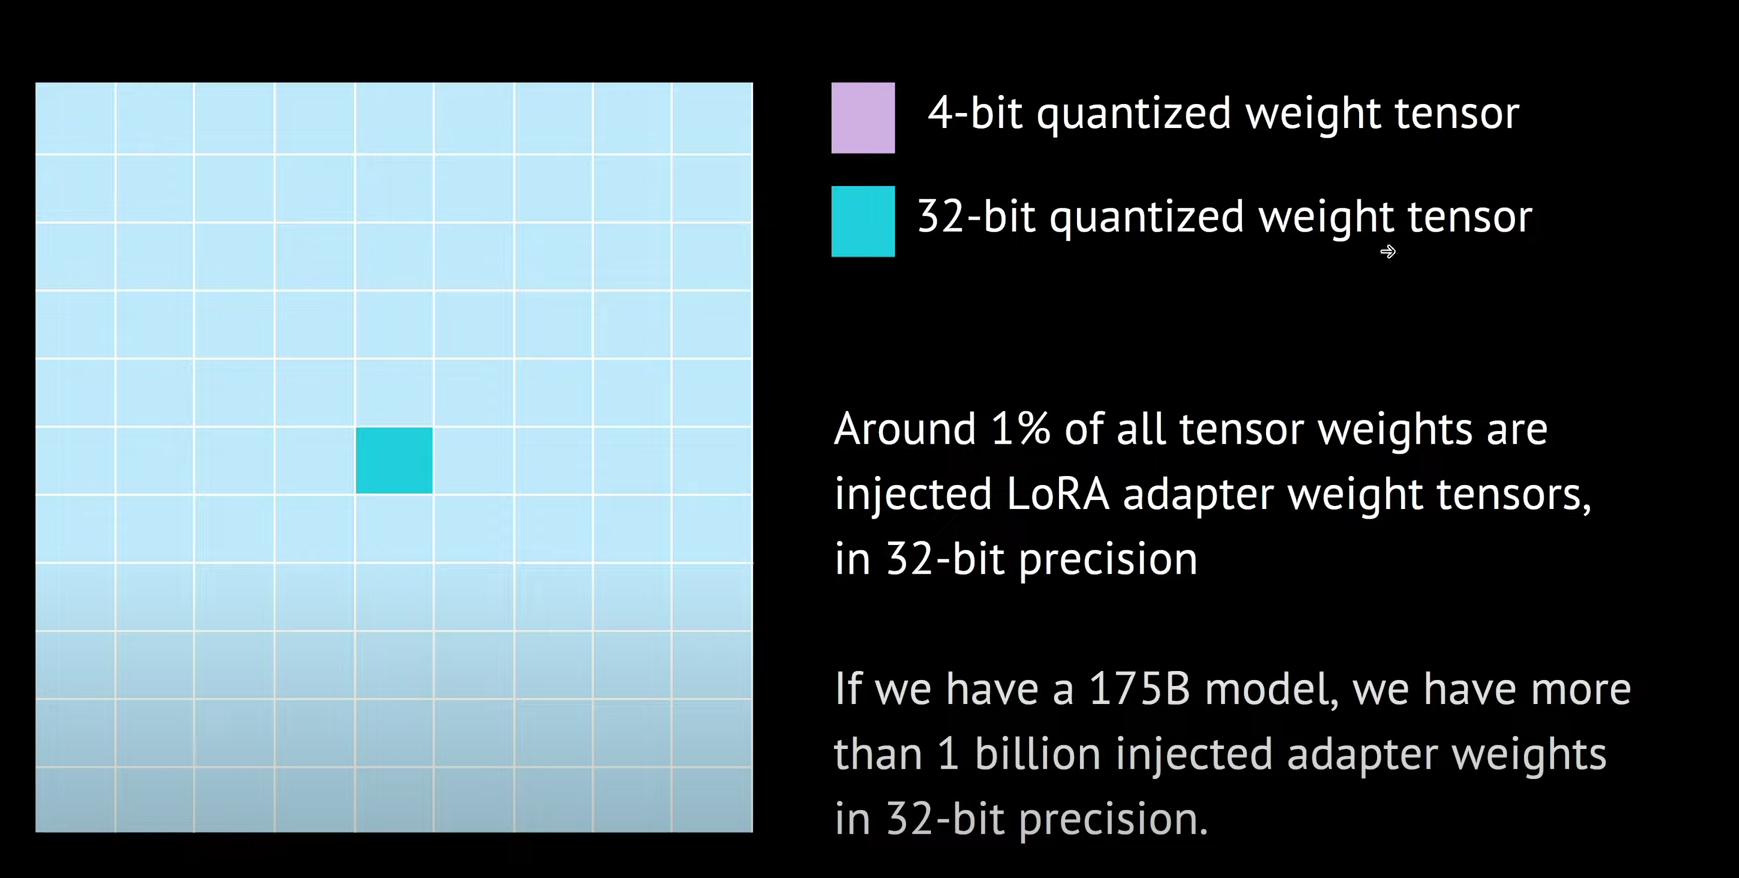 4-bit quantized weight tensor
32-bit quantized weight tensor
Around 1% of all tensor weights are
injected LoRA adapter weight tensors,
in 32-bit precision
If we have a 175B model, we have more
than 1 billion injected adapter weights
in 32-bit precision.